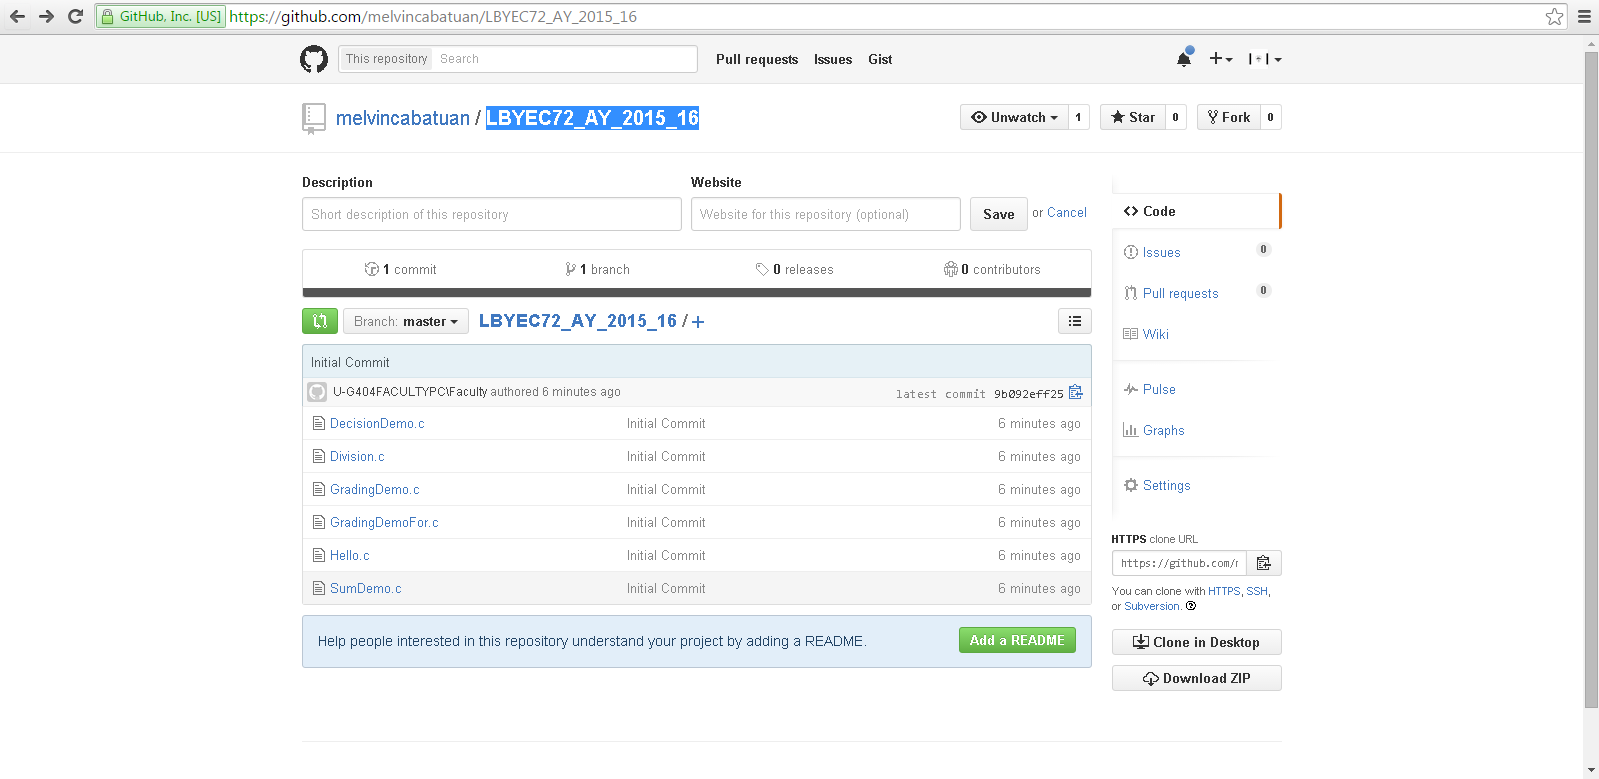 GitHub, Inc. [US] https://github.com/melvincabatuan/LBYEC72_AY_2015_16
This repository Search Pull requests Issues Gist
melvincabatuan / LBYEC72_AY_2015_16 Unwatch 1 Star 0 Fork 0
Description Website
Short description of this repository Website for this repository (optional) Save or Cancel
1 commit 1 branch 0 releases 0 contributors
Branch: master LBYEC72_AY_2015_16 / +
Initial Commit
U-G404FACULTYPC\Faculty authored 6 minutes ago latest commit 9b092eff25
DecisionDemo.c Initial Commit 6 minutes ago
Division.c Initial Commit 6 minutes ago
GradingDemo.c Initial Commit 6 minutes ago
GradingDemoFor.c Initial Commit 6 minutes ago
Hello.c Initial Commit 6 minutes ago
SumDemo.c Initial Commit 6 minutes ago
Help people interested in this repository understand your project by adding a README. Add a README
Code
Issues 0
Pull requests 0
Wiki
Pulse
Graphs
Settings
HTTPS clone URL
https://github.com/
You can clone with HTTPS, SSH,
or Subversion.
Clone in Desktop
Download ZIP